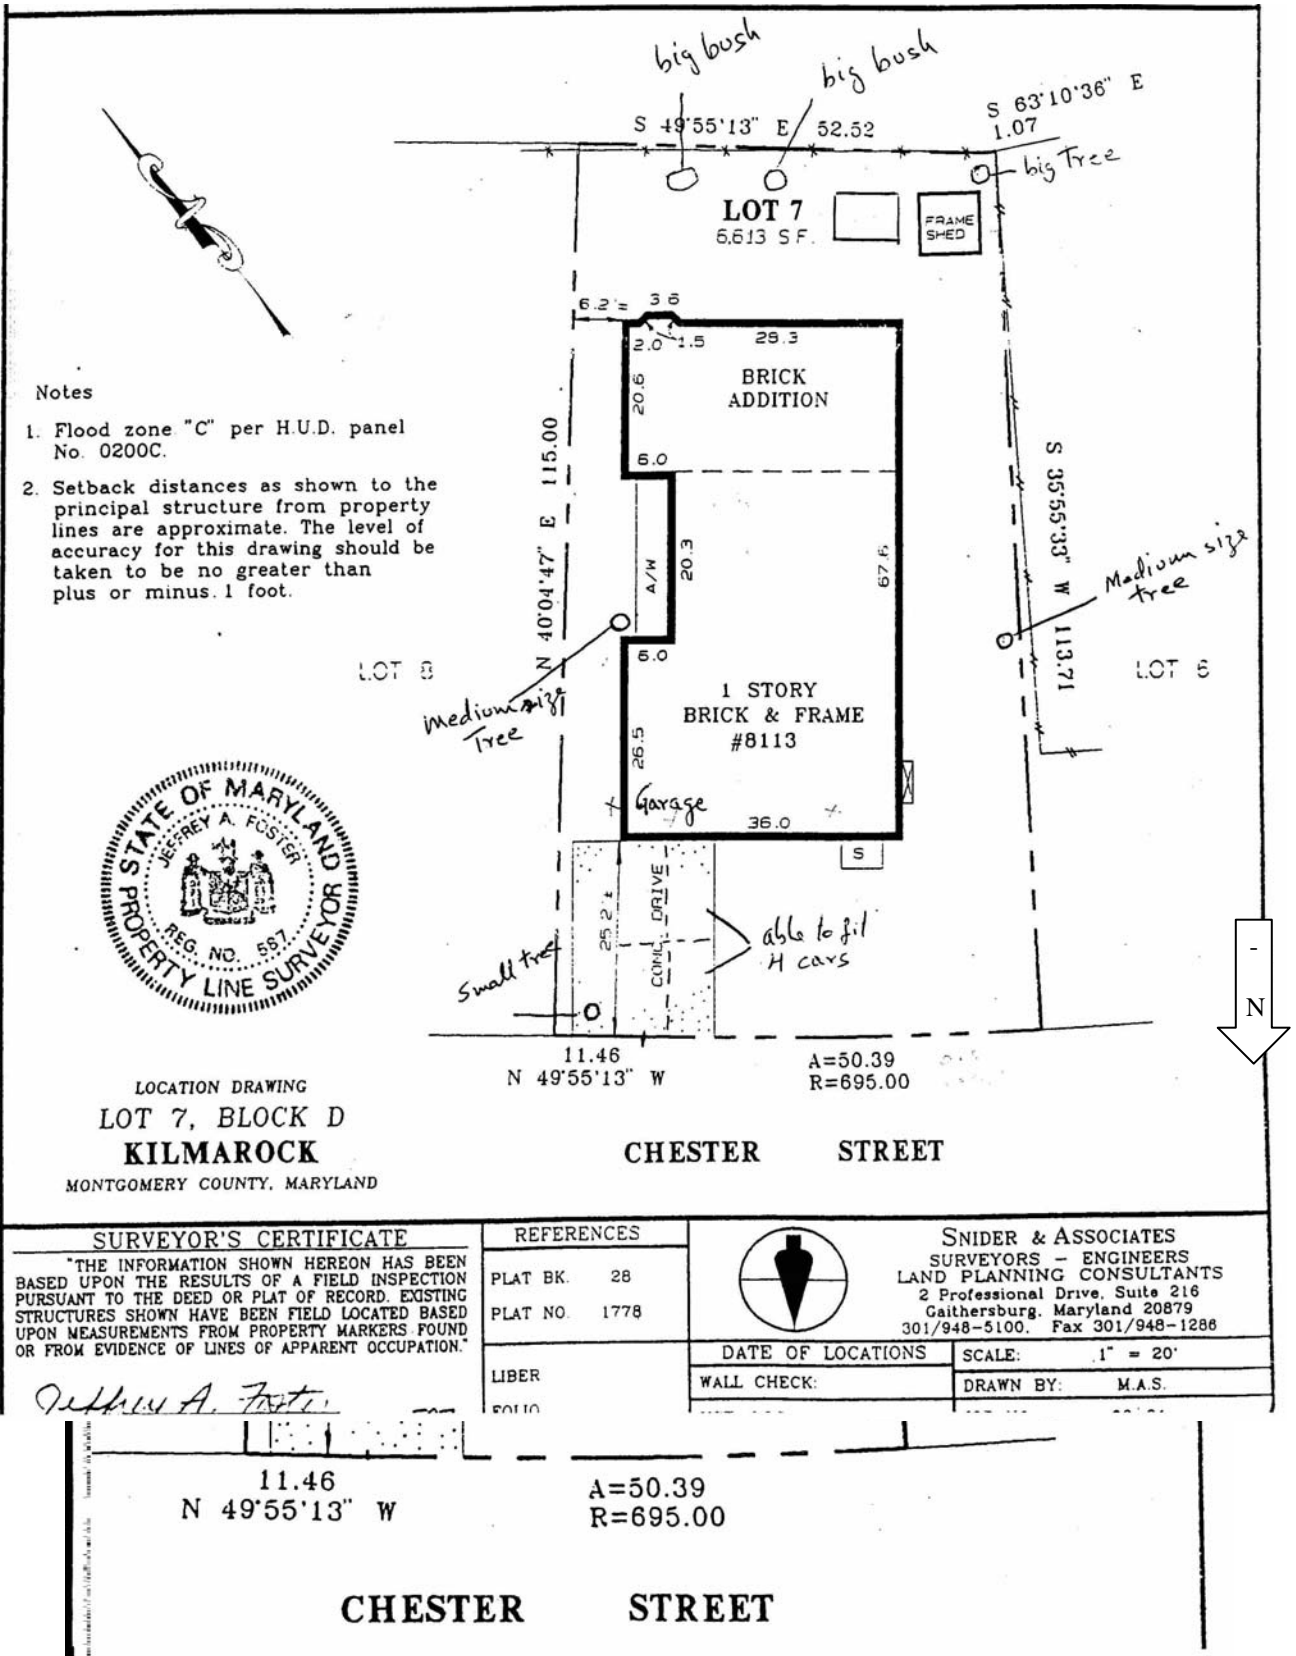 big bush
big bush
S 49°55'13" E 52.52
S 63°10'36" E
1.07
big Tree
LOT 7
6,613 S.F.
FRAME
SHED
6.2'±
3.6
2.0
1.5
29.3
20.6
BRICK
ADDITION
6.0
Notes
1. Flood zone "C" per H.U.D. panel
No. 0200C.
2. Setback distances as shown to the
principal structure from property
lines are approximate. The level of
accuracy for this drawing should be
taken to be no greater than
plus or minus 1 foot.
N 40°04'47" E 115.00
A/W
20.3
67.6
S 35°55'33" W 113.71
Medium size
tree
6.0
LOT 8
LOT 6
medium size
Tree
1 STORY
BRICK & FRAME
#8113
26.5
Garage
36.0
STATE OF MARYLAND
JEFFREY A. FOSTER
REG. NO. 587
PROPERTY LINE SURVEYOR
S
25.2'±
CONC. DRIVE
able to fit
4 cars
Small tree
-
N
11.46
N 49°55'13" W
A=50.39
R=695.00
LOCATION DRAWING
LOT 7, BLOCK D
KILMAROCK
MONTGOMERY COUNTY, MARYLAND
CHESTER STREET
SURVEYOR'S CERTIFICATE
"THE INFORMATION SHOWN HEREON HAS BEEN
BASED UPON THE RESULTS OF A FIELD INSPECTION
PURSUANT TO THE DEED OR PLAT OF RECORD. EXISTING
STRUCTURES SHOWN HAVE BEEN FIELD LOCATED BASED
UPON MEASUREMENTS FROM PROPERTY MARKERS FOUND
OR FROM EVIDENCE OF LINES OF APPARENT OCCUPATION."
Jeffrey A. Foster
REFERENCES
PLAT BK. 28
PLAT NO. 1778
LIBER
FOLIO
SNIDER & ASSOCIATES
SURVEYORS - ENGINEERS
LAND PLANNING CONSULTANTS
2 Professional Drive, Suite 216
Gaithersburg, Maryland 20879
301/948-5100, Fax 301/948-1286
DATE OF LOCATIONS
WALL CHECK:
SCALE: 1" = 20'
DRAWN BY: M.A.S.
11.46
N 49°55'13" W
A=50.39
R=695.00
CHESTER STREET